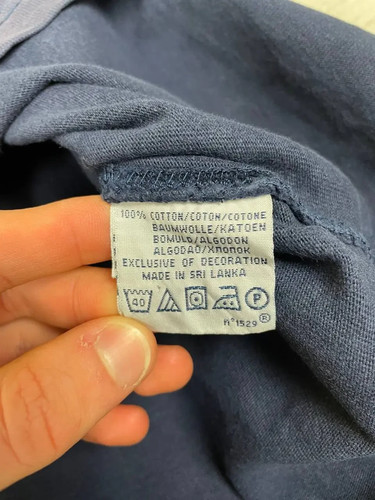 100% COTTON/COTON/COTONE
BAUMWOLLE/KATOEN
BOMULD/ALGODON
ALGODAO/Хлопок
EXCLUSIVE OF DECORATION
MADE IN SRI LANKA
40 P
n°1529 ®